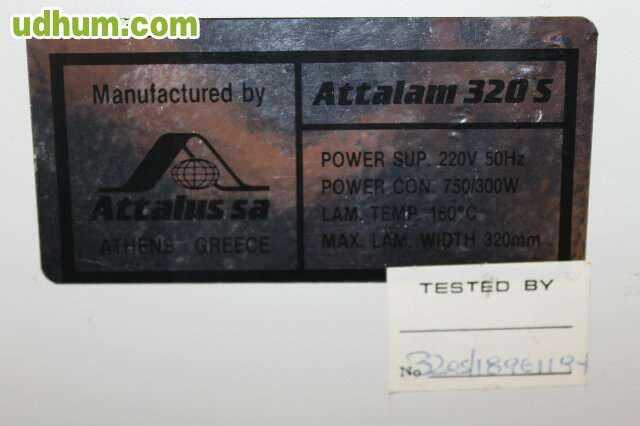 udhum.com
Manufactured by
Attalus sa
ATHENS GREECE
Attalam 320 S
POWER SUP. 220V 50Hz
POWER CON. 750/300W
LAM. TEMP. 160°C
MAX. LAM. WIDTH 320mm
TESTED BY
No